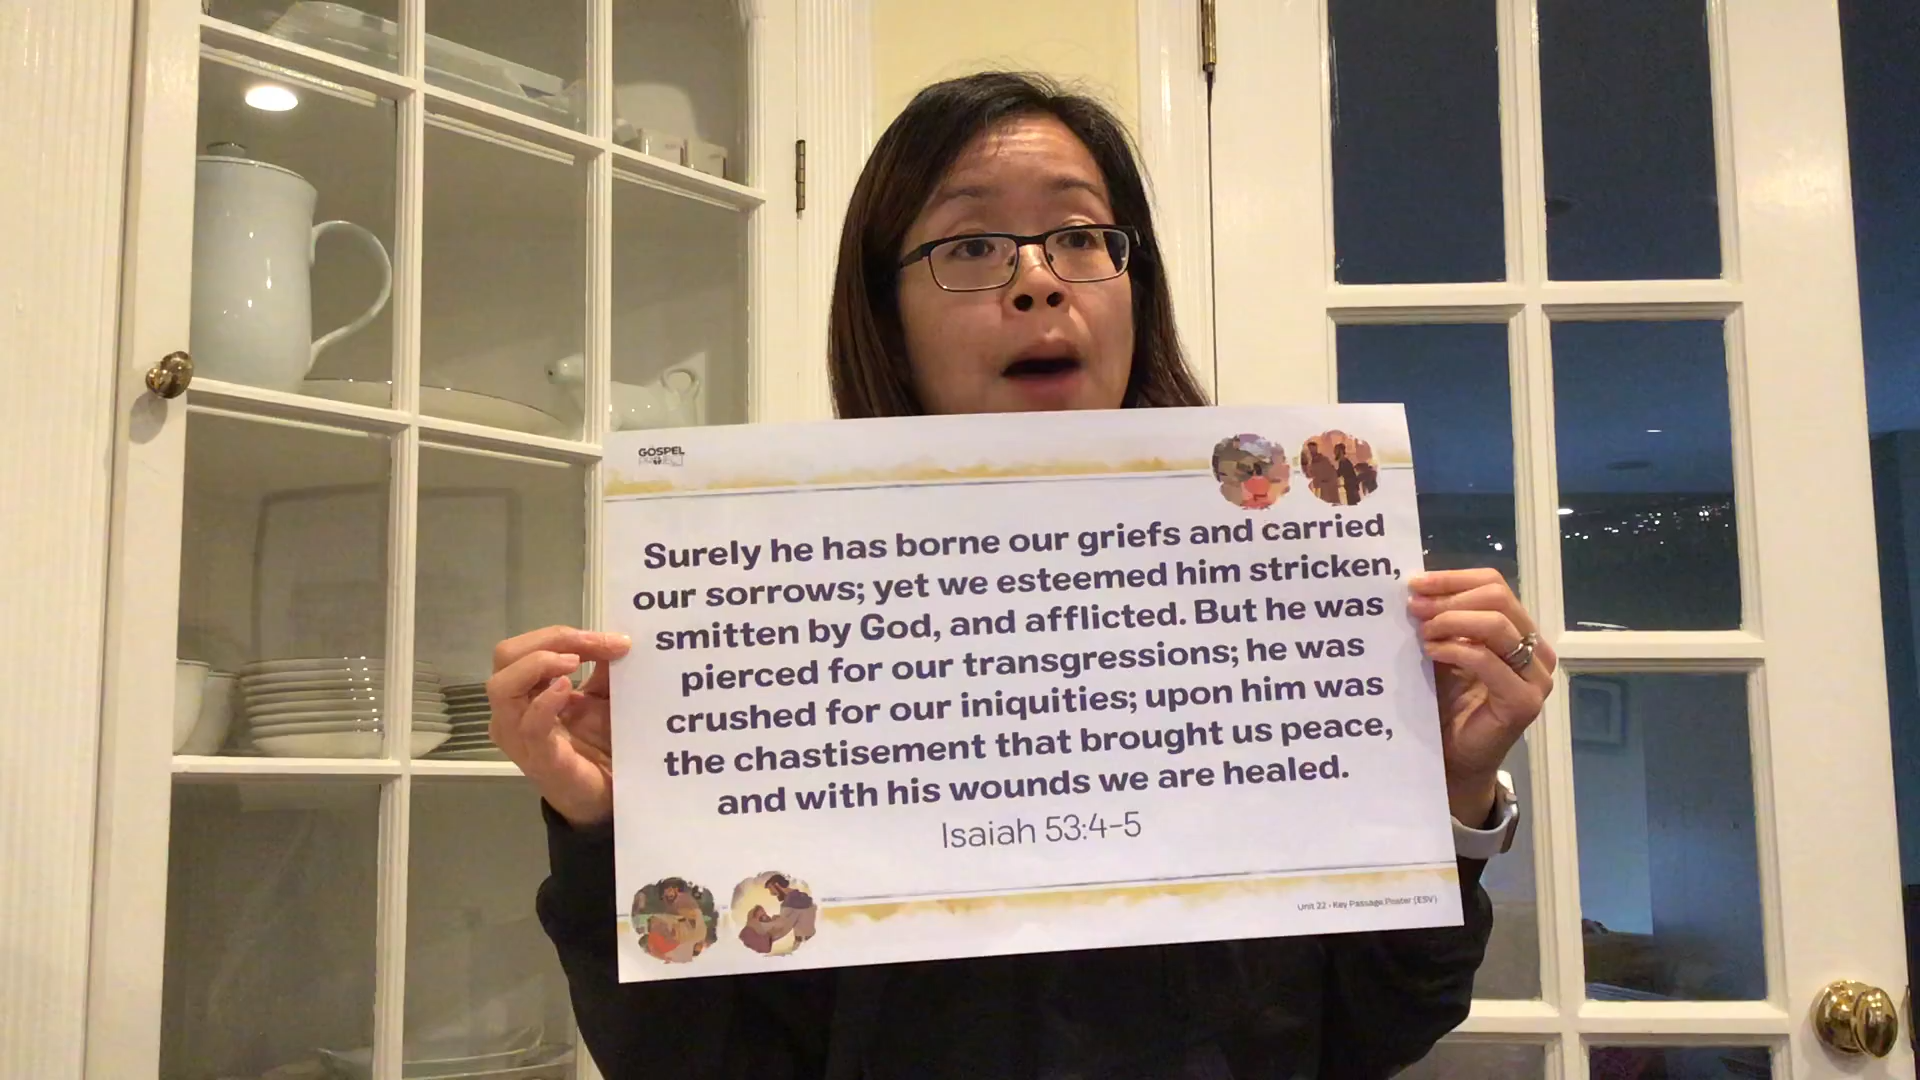 GOSPEL
PROJECT
Surely he has borne our griefs and carried
our sorrows; yet we esteemed him stricken,
smitten by God, and afflicted. But he was
pierced for our transgressions; he was
crushed for our iniquities; upon him was
the chastisement that brought us peace,
and with his wounds we are healed.
Isaiah 53:4-5
Unit 22 • Key Passage Poster (ESV)